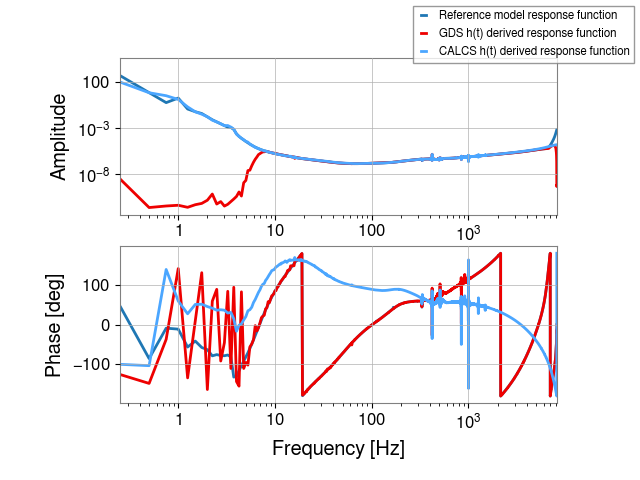 Reference model response function
GDS h(t) derived response function
CALCS h(t) derived response function
Amplitude
100
10⁻³
10⁻⁸
1
10
100
10³
Phase [deg]
100
0
−100
1
10
100
10³
Frequency [Hz]